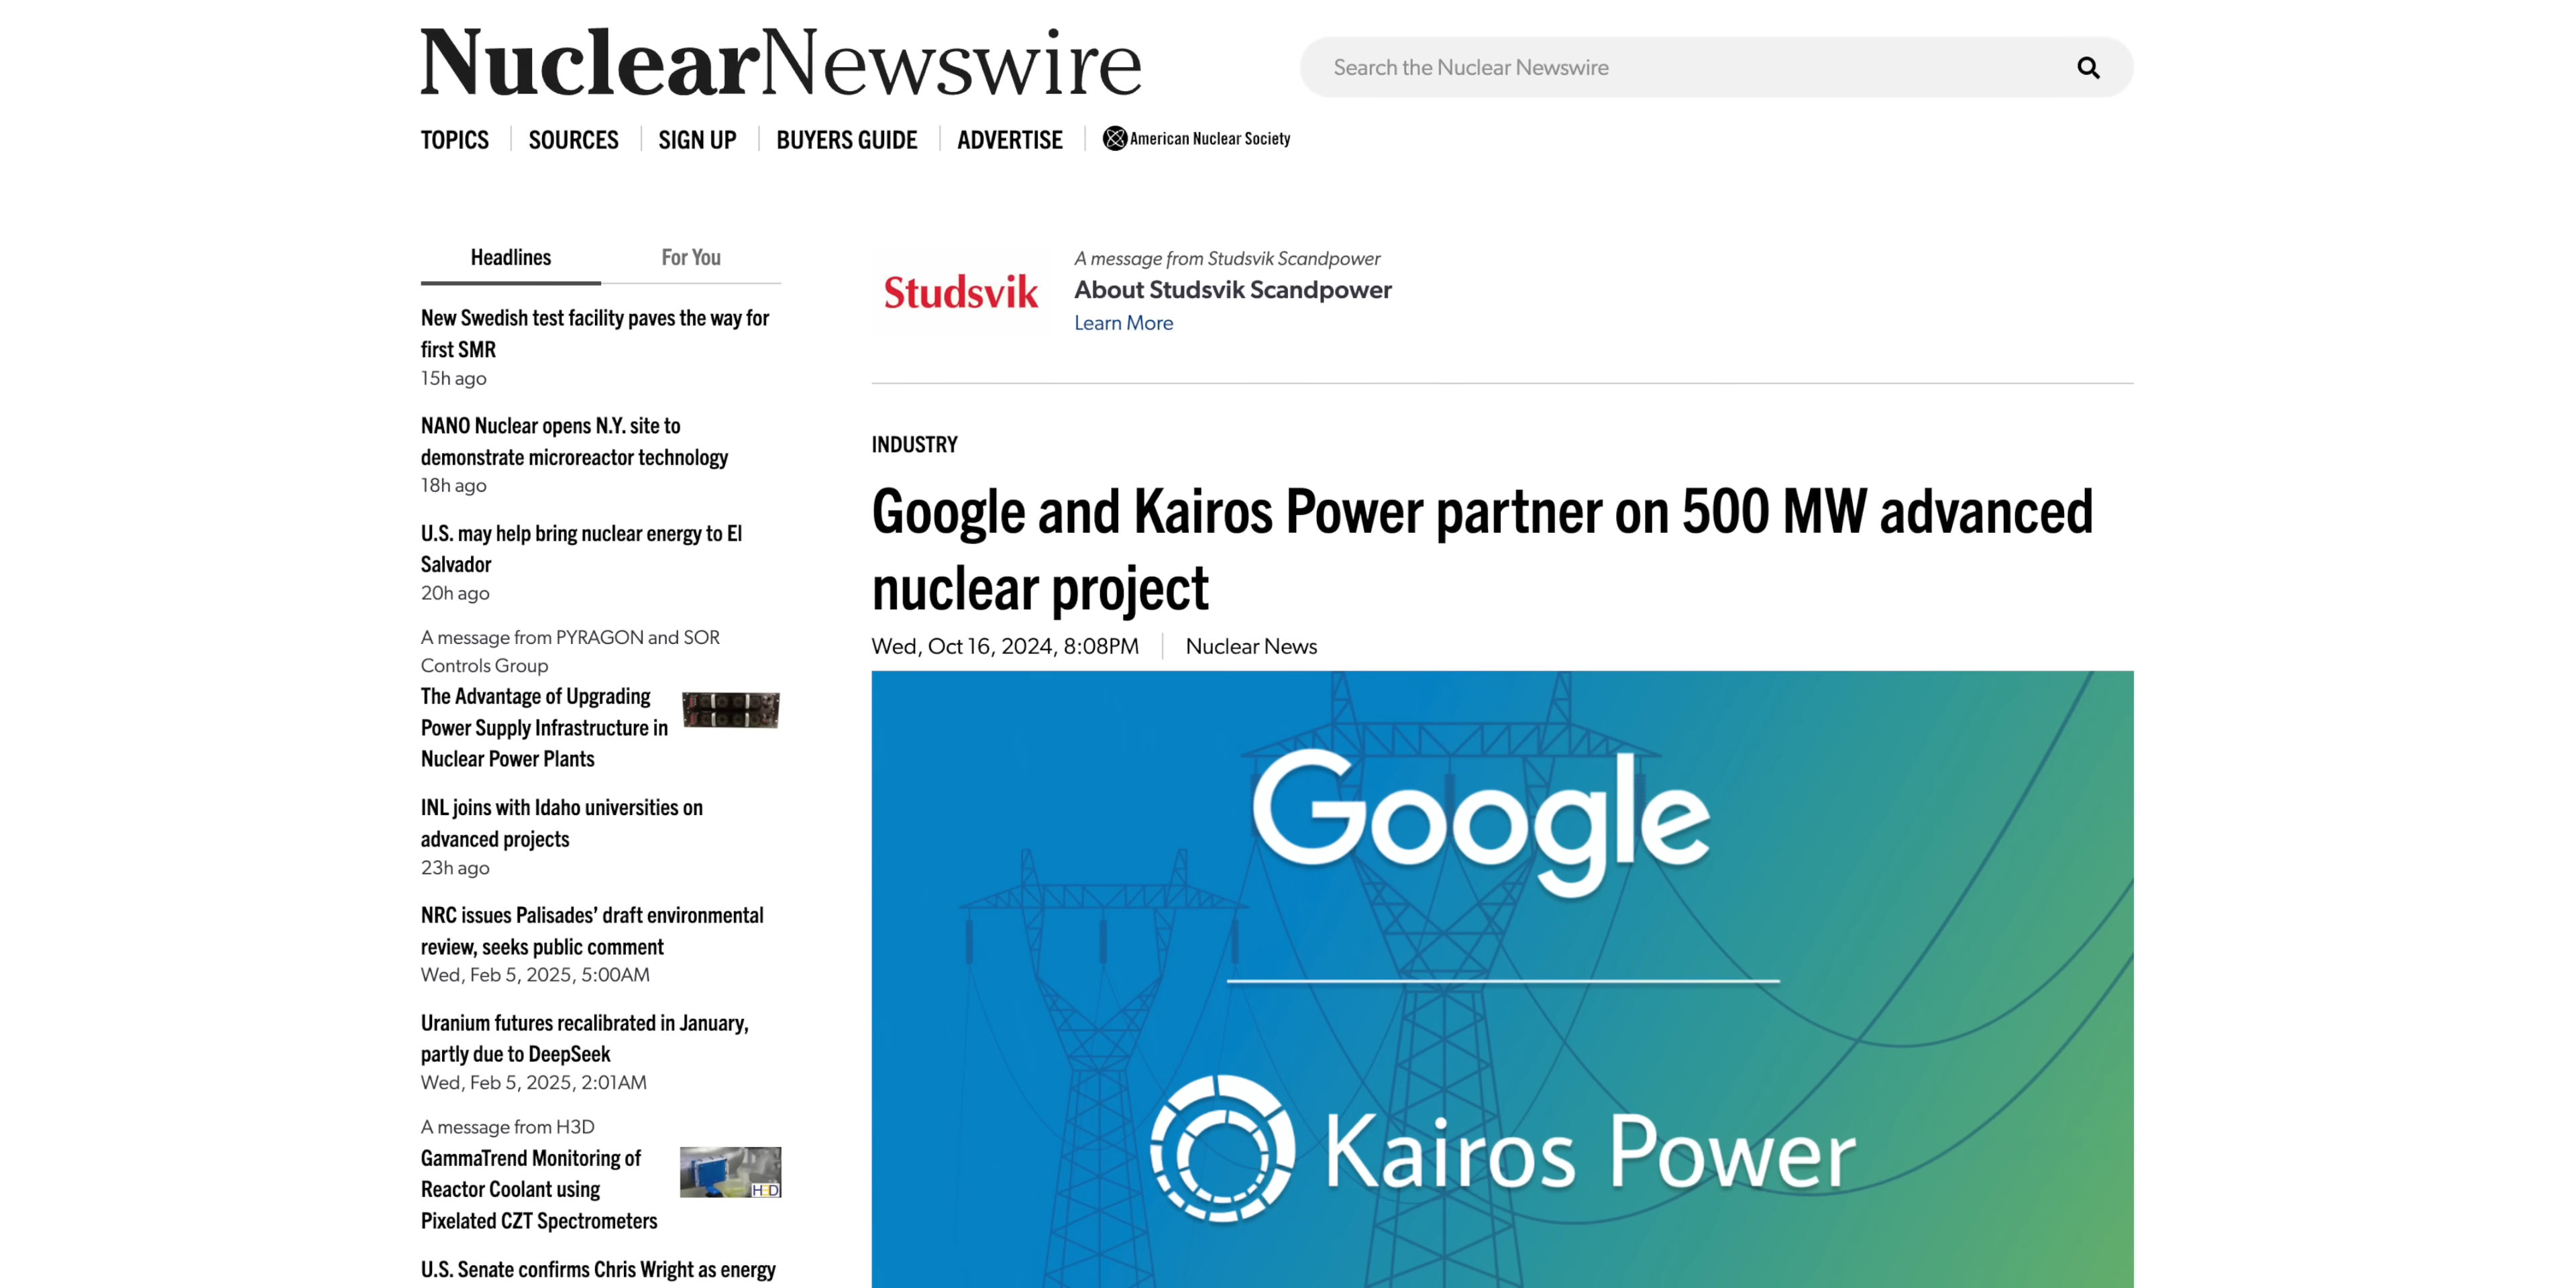 NuclearNewswire
Search the Nuclear Newswire
TOPICS
SOURCES
SIGN UP
BUYERS GUIDE
ADVERTISE
American Nuclear Society
Headlines
For You
New Swedish test facility paves the way for
first SMR
15h ago
NANO Nuclear opens N.Y. site to
demonstrate microreactor technology
18h ago
U.S. may help bring nuclear energy to El
Salvador
20h ago
A message from PYRAGON and SOR
Controls Group
The Advantage of Upgrading
Power Supply Infrastructure in
Nuclear Power Plants
INL joins with Idaho universities on
advanced projects
23h ago
NRC issues Palisades’ draft environmental
review, seeks public comment
Wed, Feb 5, 2025, 5:00AM
Uranium futures recalibrated in January,
partly due to DeepSeek
Wed, Feb 5, 2025, 2:01AM
A message from H3D
GammaTrend Monitoring of
Reactor Coolant using
Pixelated CZT Spectrometers
H3D
U.S. Senate confirms Chris Wright as energy
Studsvik
A message from Studsvik Scandpower
About Studsvik Scandpower
Learn More
INDUSTRY
Google and Kairos Power partner on 500 MW advanced
nuclear project
Wed, Oct 16, 2024, 8:08PM
Nuclear News
Google
Kairos Power